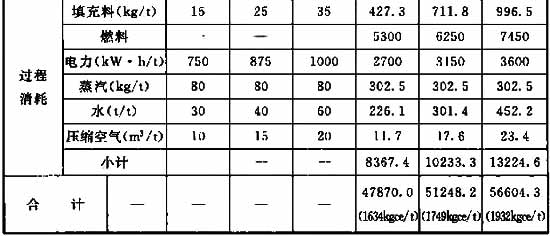 填充料(kg/t) 15 25 35 427.3 711.8 996.5
燃料 - — 5300 6250 7450
电力(kW·h/t) 750 875 1000 2700 3150 3600
蒸汽(kg/t) 80 80 80 302.5 302.5 302.5
过程消耗 水(t/t) 30 40 60 226.1 301.4 452.2
压缩空气(m³/t) 10 15 20 11.7 17.6 23.4
小计 -- -- 8367.4 10233.3 13224.6
合 计 — — — — 47870.0 51248.2 56604.3
(1634kgce/t) (1749kgce/t) (1932kgce/t)